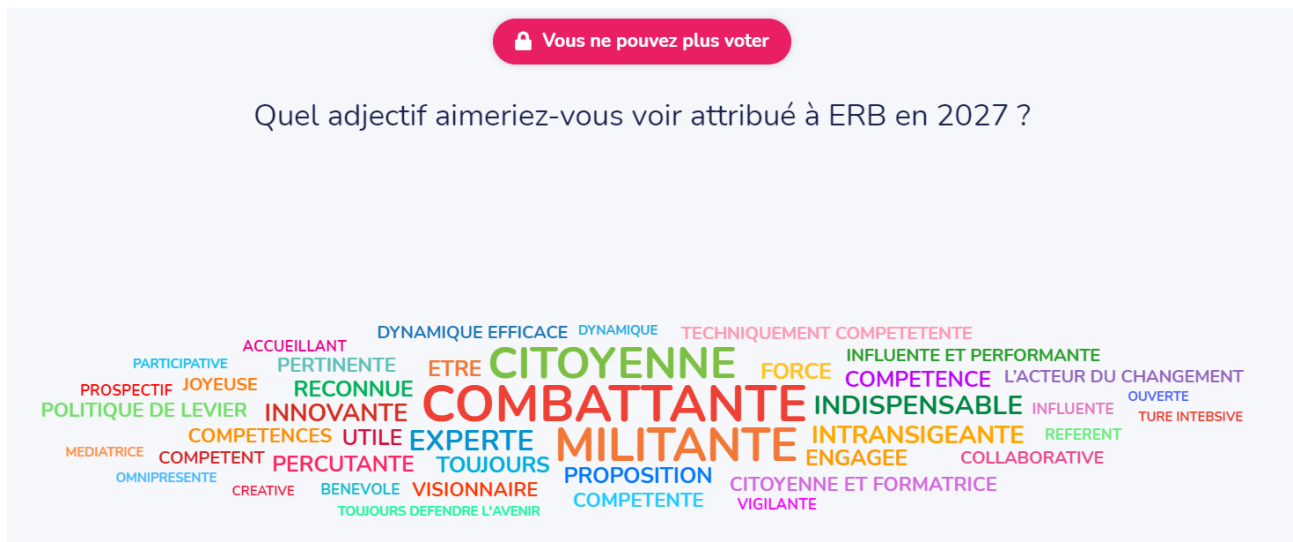 Vous ne pouvez plus voter
Quel adjectif aimeriez-vous voir attribué à ERB en 2027 ?
DYNAMIQUE EFFICACE
DYNAMIQUE
TECHNIQUEMENT COMPETETENTE
ACCUEILLANT
CITOYENNE
INFLUENTE ET PERFORMANTE
PARTICIPATIVE
PERTINENTE
ETRE
FORCE
COMPETENCE
L'ACTEUR DU CHANGEMENT
PROSPECTIF
JOYEUSE
RECONNUE
COMBATTANTE
OUVERTE
POLITIQUE DE LEVIER
INNOVANTE
INDISPENSABLE
INFLUENTE
TURE INTEBSIVE
COMPETENCES
UTILE
EXPERTE
MILITANTE
INTRANSIGEANTE
REFERENT
MEDIATRICE
COMPETENT
PERCUTANTE
TOUJOURS
ENGAGEE
COLLABORATIVE
OMNIPRESENTE
PROPOSITION
CITOYENNE ET FORMATRICE
CREATIVE
BENEVOLE
VISIONNAIRE
COMPETENTE
VIGILANTE
TOUJOURS DEFENDRE L'AVENIR